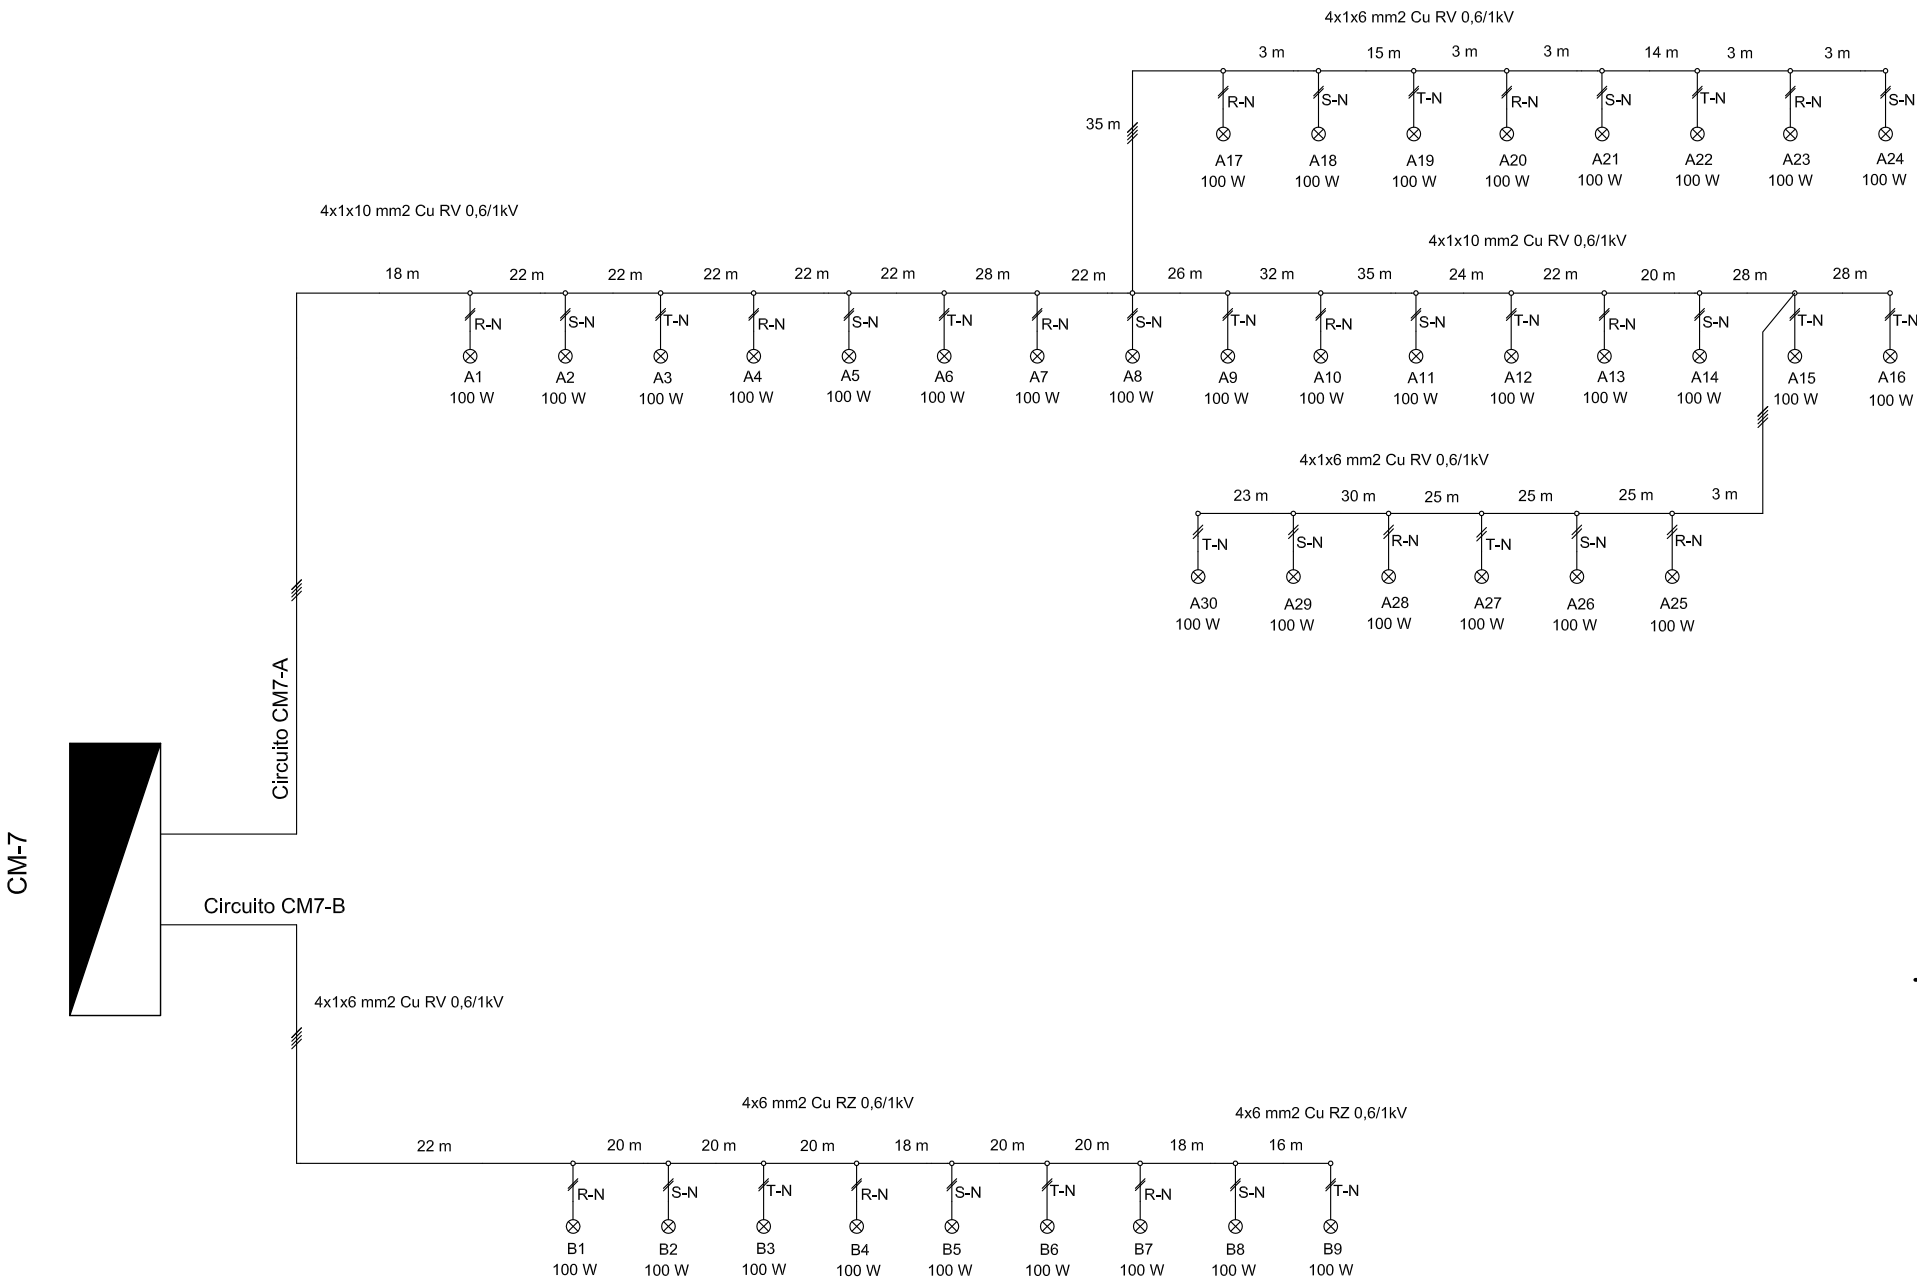 4x1x6 mm2 Cu RV 0,6/1kV
3 m 15 m 3 m 3 m 14 m 3 m 3 m
R-N S-N T-N R-N S-N T-N R-N S-N
35 m
A17 A18 A19 A20 A21 A22 A23 A24
100 W 100 W 100 W 100 W 100 W 100 W 100 W 100 W
4x1x10 mm2 Cu RV 0,6/1kV
4x1x10 mm2 Cu RV 0,6/1kV
18 m 22 m 22 m 22 m 22 m 22 m 28 m 22 m 26 m 32 m 35 m 24 m 22 m 20 m 28 m 28 m
R-N S-N T-N R-N S-N T-N R-N S-N T-N R-N S-N T-N R-N S-N T-N T-N
A1 A2 A3 A4 A5 A6 A7 A8 A9 A10 A11 A12 A13 A14 A15 A16
100 W 100 W 100 W 100 W 100 W 100 W 100 W 100 W 100 W 100 W 100 W 100 W 100 W 100 W 100 W 100 W
4x1x6 mm2 Cu RV 0,6/1kV
23 m 30 m 25 m 25 m 25 m 3 m
T-N S-N R-N T-N S-N R-N
A30 A29 A28 A27 A26 A25
100 W 100 W 100 W 100 W 100 W 100 W
Circuito CM7-A
CM-7
Circuito CM7-B
4x1x6 mm2 Cu RV 0,6/1kV
4x6 mm2 Cu RZ 0,6/1kV
4x6 mm2 Cu RZ 0,6/1kV
22 m 20 m 20 m 20 m 18 m 20 m 20 m 18 m 16 m
R-N S-N T-N R-N S-N T-N R-N S-N T-N
B1 B2 B3 B4 B5 B6 B7 B8 B9
100 W 100 W 100 W 100 W 100 W 100 W 100 W 100 W 100 W